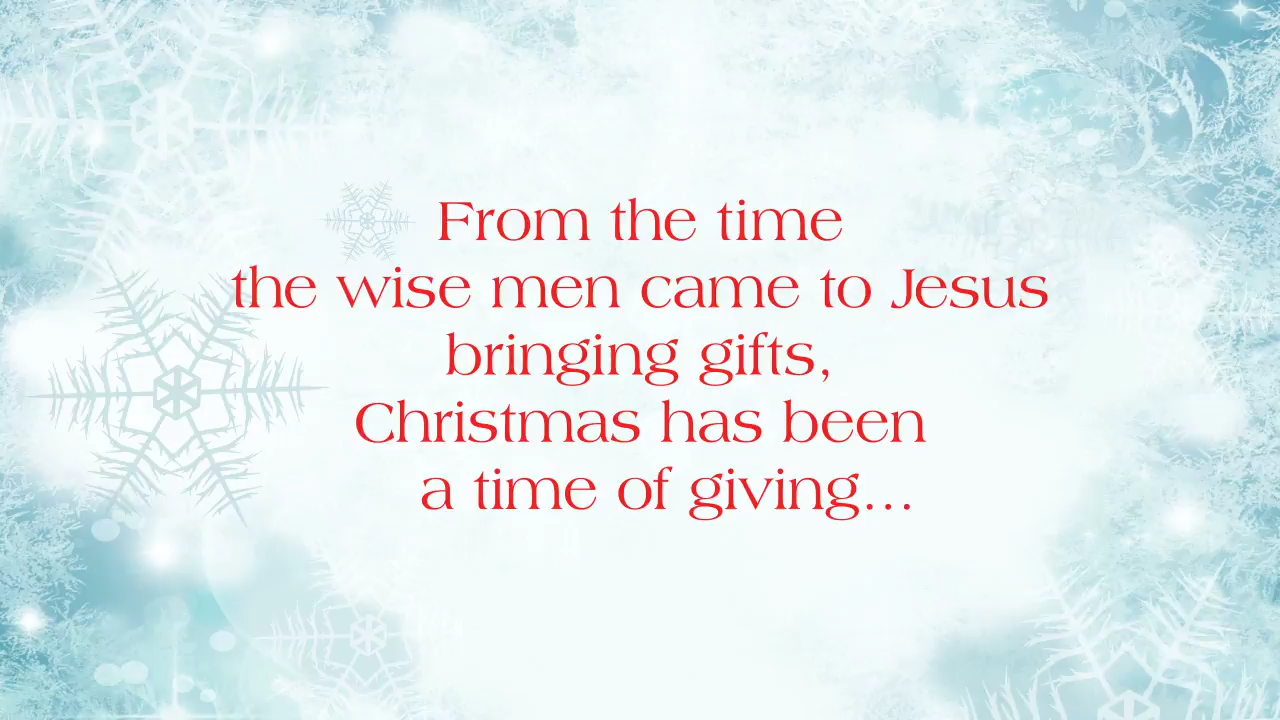 From the time
the wise men came to Jesus
bringing gifts,
Christmas has been
a time of giving...